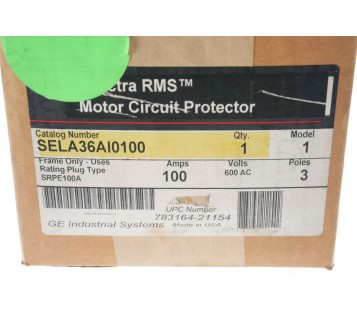 ctra RMS™
Motor Circuit Protector
Catalog Number Qty. Model
SELA36AI0100 1 1
Frame Only - Uses Amps Volts Poles
Rating Plug Type 100 600 AC 3
SRPE100A
UPC Number
783164-21154
GE Industrial Systems Made in USA